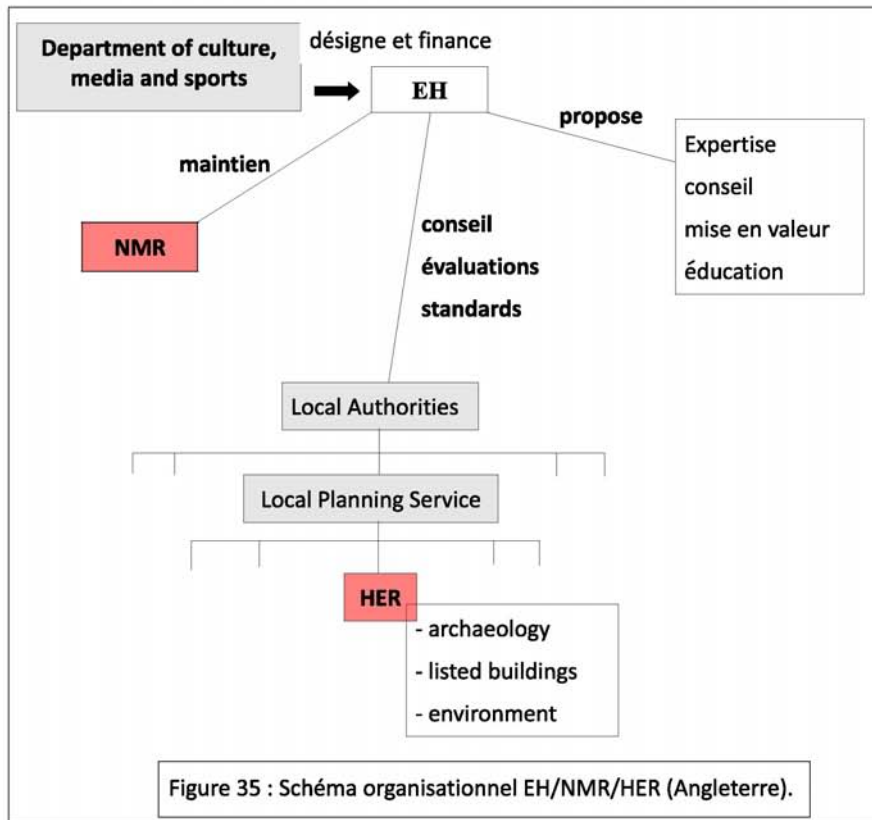 Department of culture,
media and sports
désigne et finance
EH
propose
maintien
Expertise
conseil
mise en valeur
éducation
NMR
conseil
évaluations
standards
Local Authorities
Local Planning Service
HER
- archaeology
- listed buildings
- environment
Figure 35 : Schéma organisationnel EH/NMR/HER (Angleterre).